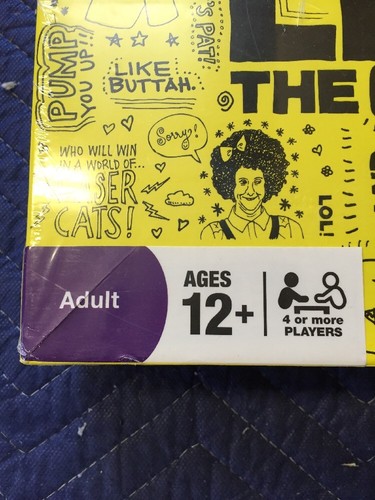 PUMP
YOU UP!!
'S PAT!
LIKE
BUTTAH.
THE
Sorry!
WHO WILL WIN
IN A WORLD OF...
CATS!
LOL!
Adult
AGES
12+
4 or more
PLAYERS